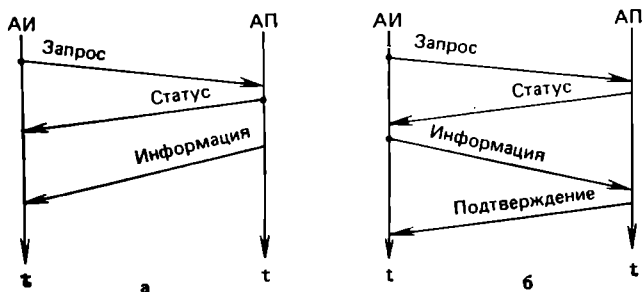 АИ АП
Запрос
Статус
Информация
t t
а
АИ АП
Запрос
Статус
Информация
Подтверждение
t t
б